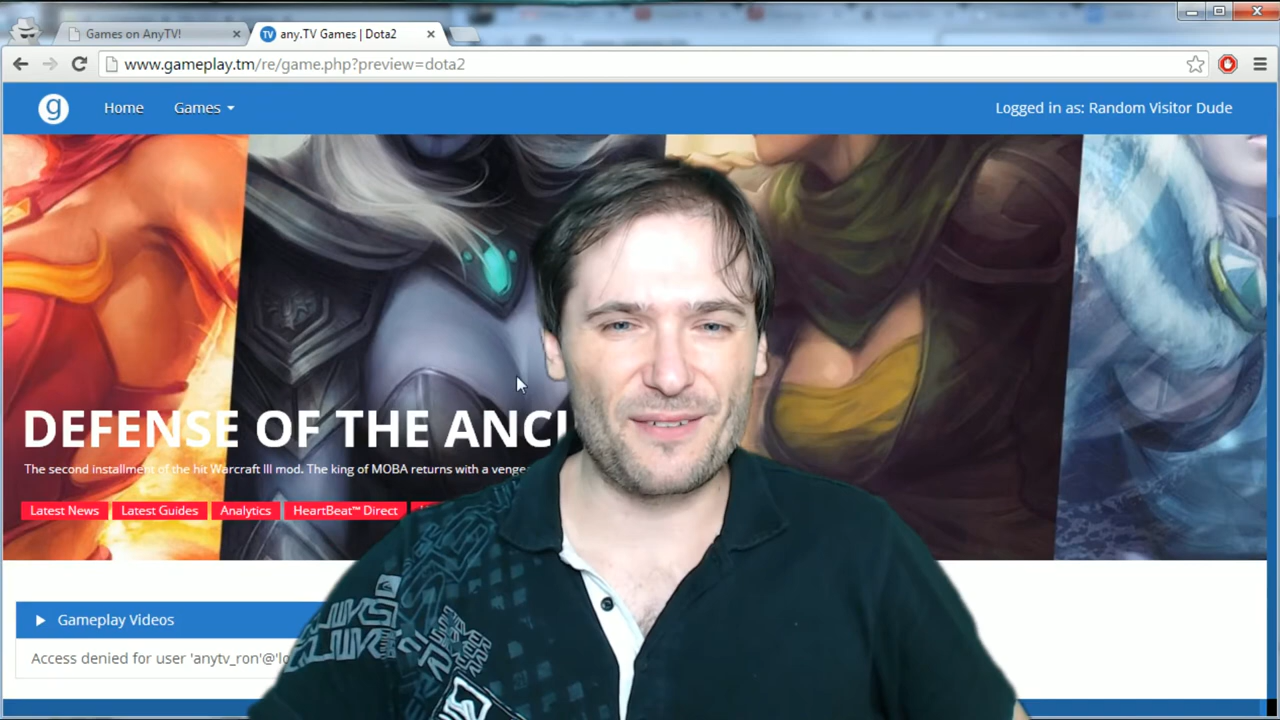 Games on AnyTV!
TV any.TV Games | Dota2
www.gameplay.tm/re/game.php?preview=dota2
g Home Games Logged in as: Random Visitor Dude
DEFENSE OF THE ANCI
The second installment of the hit Warcraft III mod. The king of MOBA returns with a venge
Latest News Latest Guides Analytics HeartBeat™ Direct
Gameplay Videos
Access denied for user 'anytv_ron'@'lo